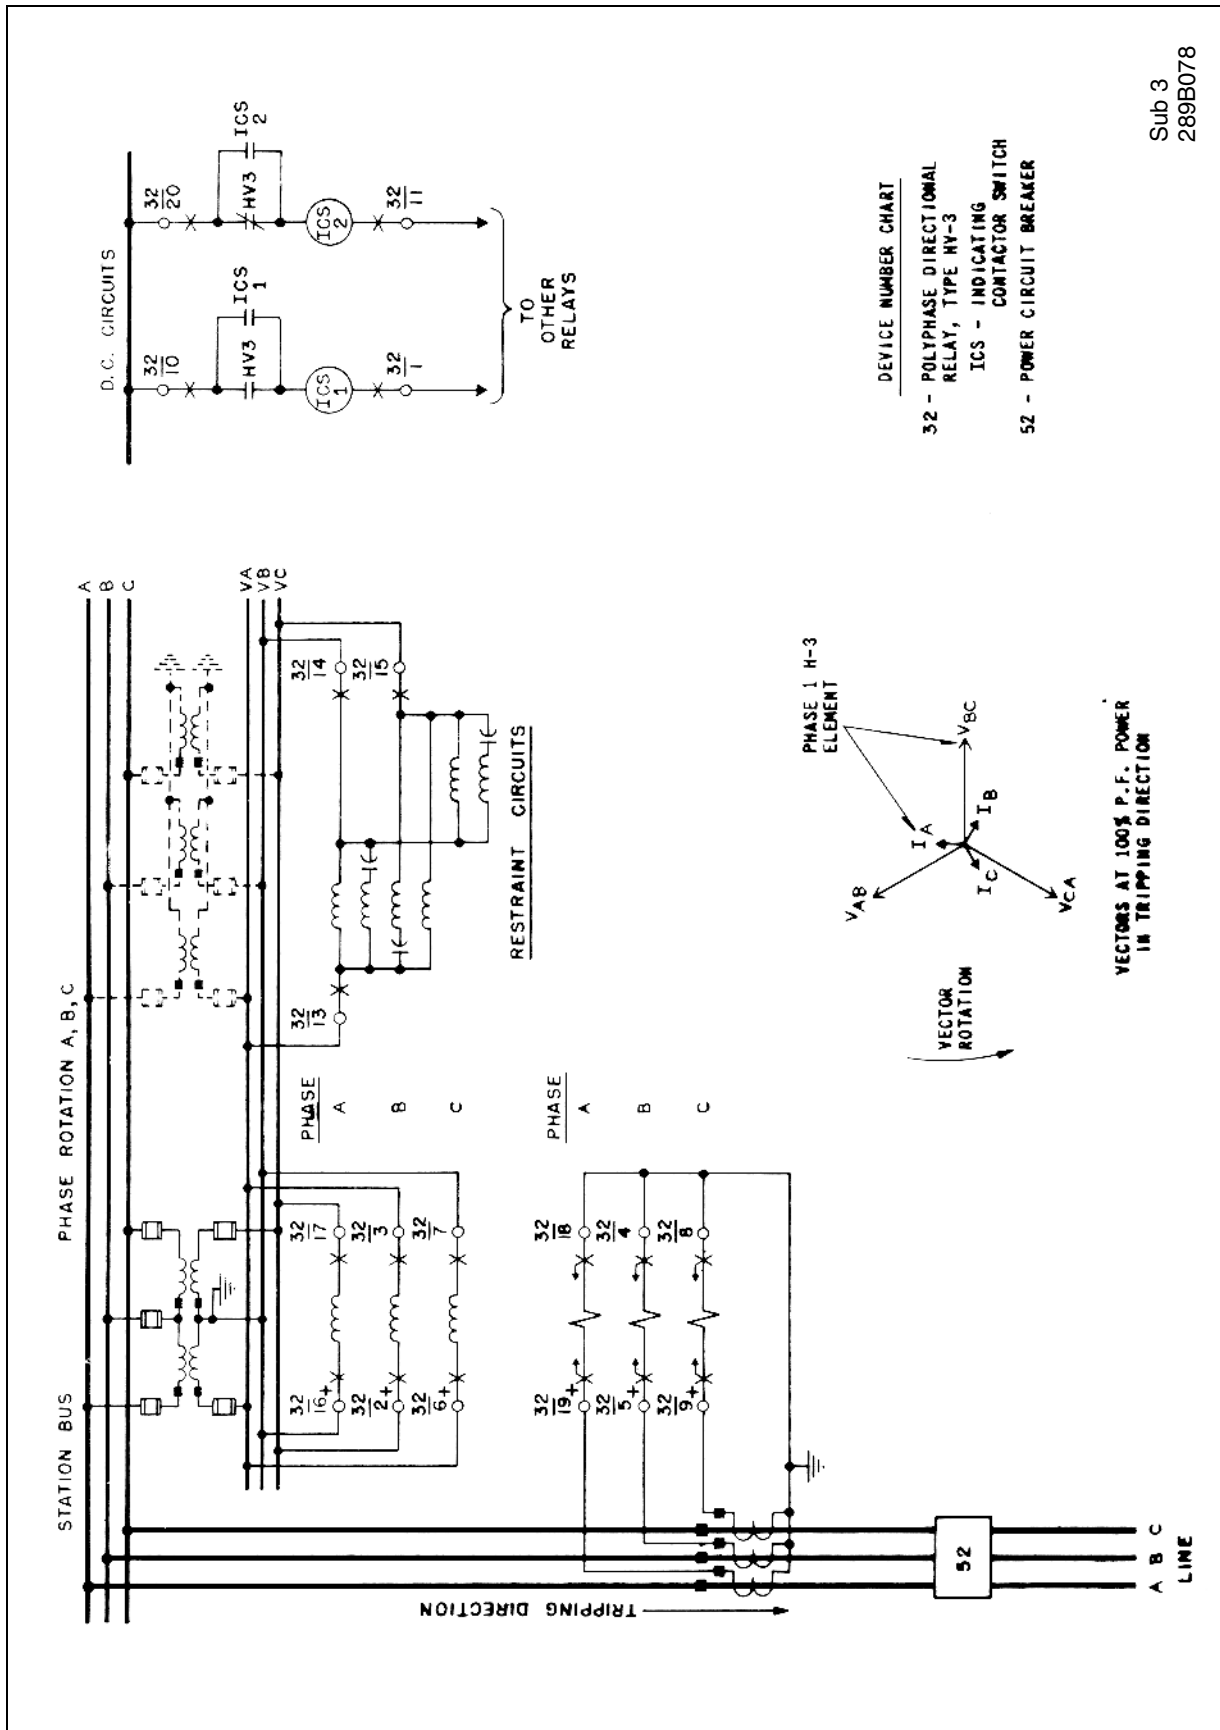 STATION BUS
PHASE ROTATION A, B, C
A
B
C
VA
VB
VC
D.C. CIRCUITS
32
10
HV3
ICS
1
ICS
1
32
1
32
20
HV3
ICS
2
ICS
2
32
11
TO
OTHER
RELAYS
PHASE
32
16
+
32
17
A
32
2
+
32
3
B
32
6
+
32
7
C
32
13
32
14
32
15
RESTRAINT CIRCUITS
PHASE
32
19
+
32
18
A
32
5
+
32
4
B
32
9
+
32
8
C
TRIPPING DIRECTION
52
A B C
LINE
VECTOR
ROTATION
PHASE 1 H-3
ELEMENT
VAB
IA
VBC
IB
IC
VCA
VECTORS AT 100% P.F. POWER
IN TRIPPING DIRECTION
DEVICE NUMBER CHART
32 - POLYPHASE DIRECTIONAL
RELAY, TYPE HV-3
ICS - INDICATING
CONTACTOR SWITCH
52 - POWER CIRCUIT BREAKER
Sub 3
289B078